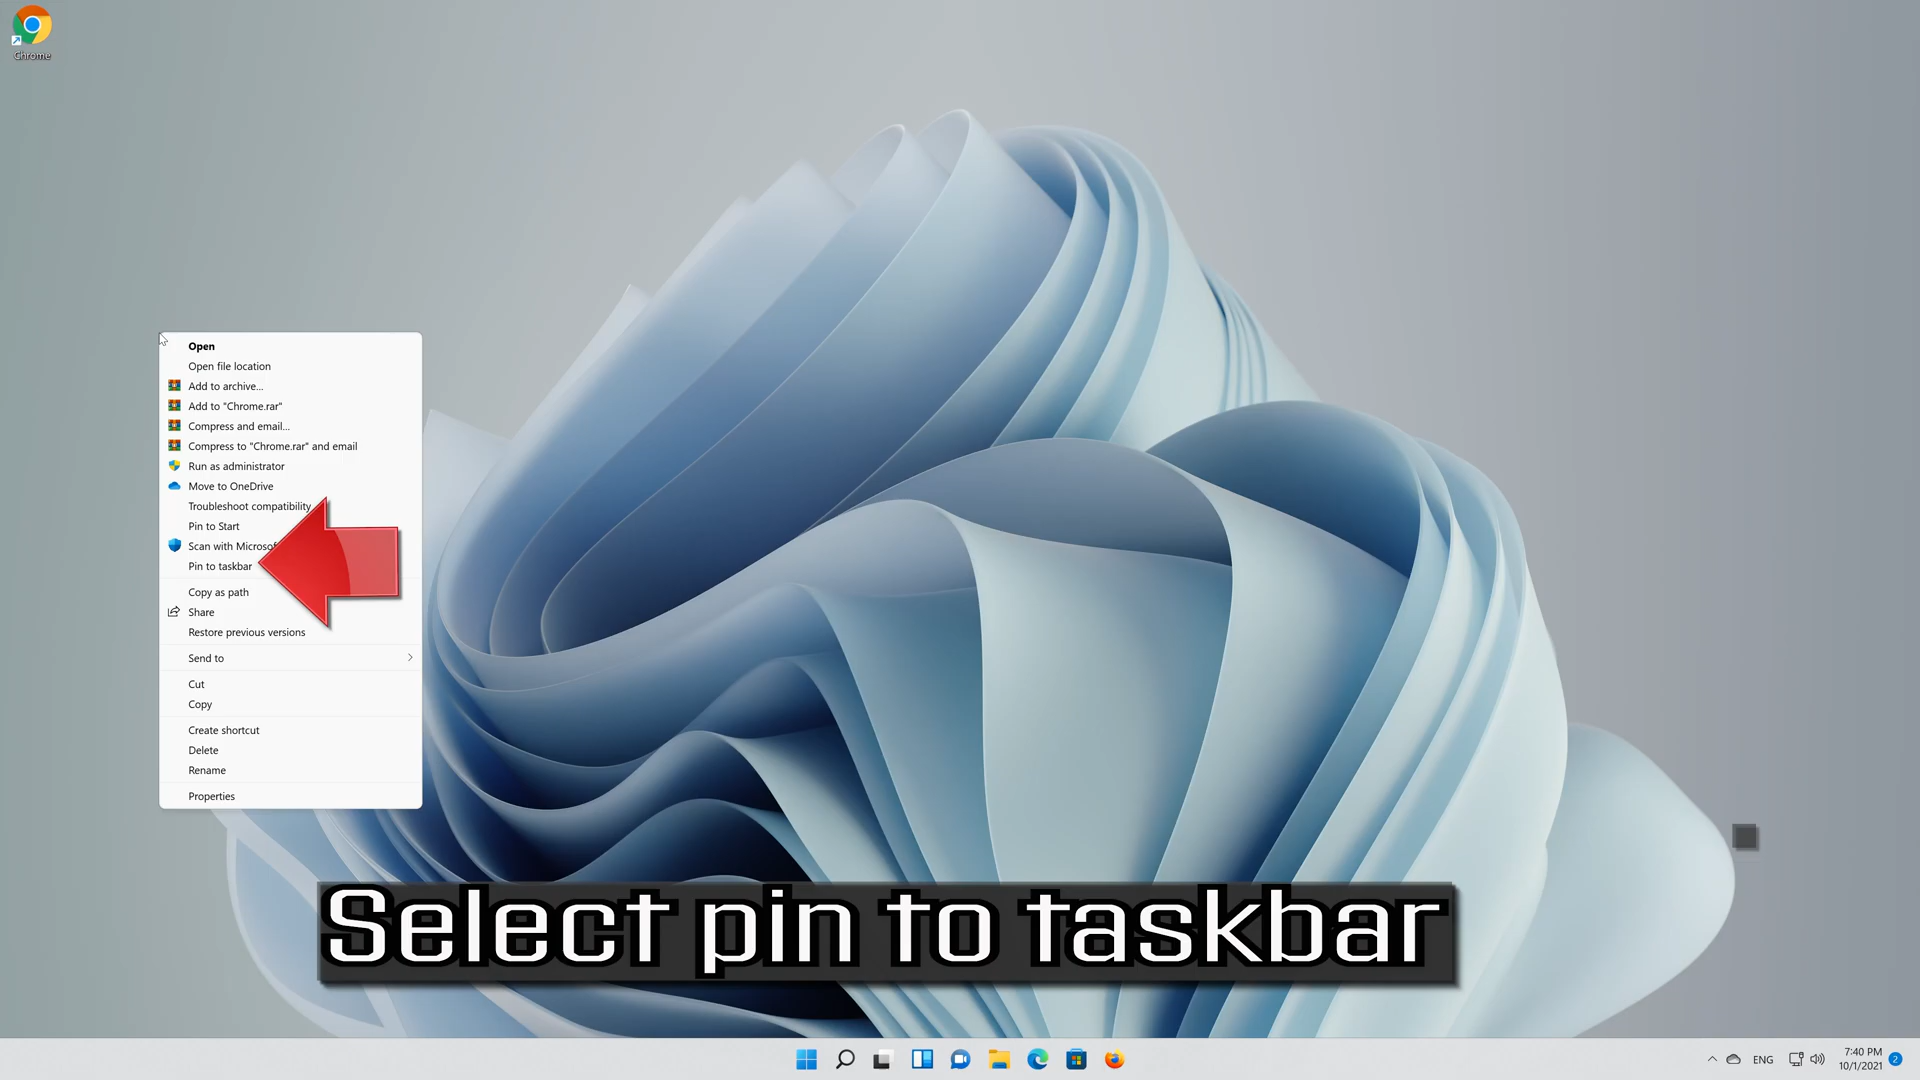 Chrome
Open
Open file location
Add to archive...
Add to "Chrome.rar"
Compress and email...
Compress to "Chrome.rar" and email
Run as administrator
Move to OneDrive
Troubleshoot compatibility
Pin to Start
Scan with
Pin to taskbar
Copy as path
Share
Restore previous versions
Send to
Cut
Copy
Create shortcut
Delete
Rename
Properties
Select pin to taskbar
ENG
7:40 PM
10/1/2021
2